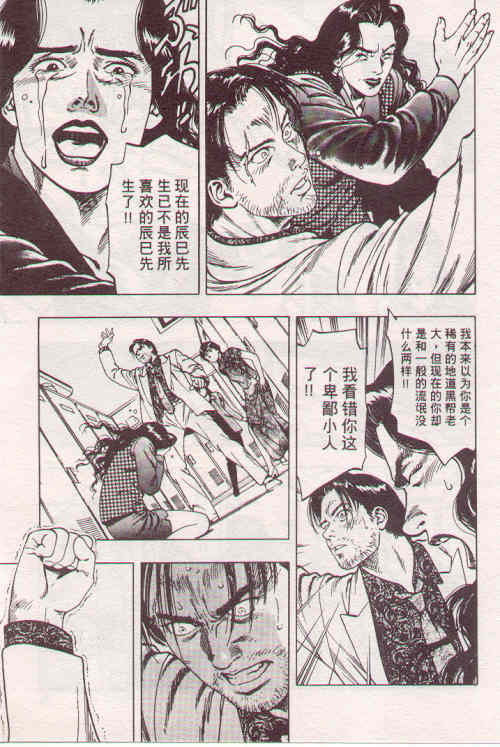 现在的辰巳先
生已不是我所
喜欢的辰巳先
生了!!
我本来以为你是个
稀有的地道黑帮老
大，但现在的你却
是和一般的流氓没
什么两样!!
我看错你这
个卑鄙小人
了!!